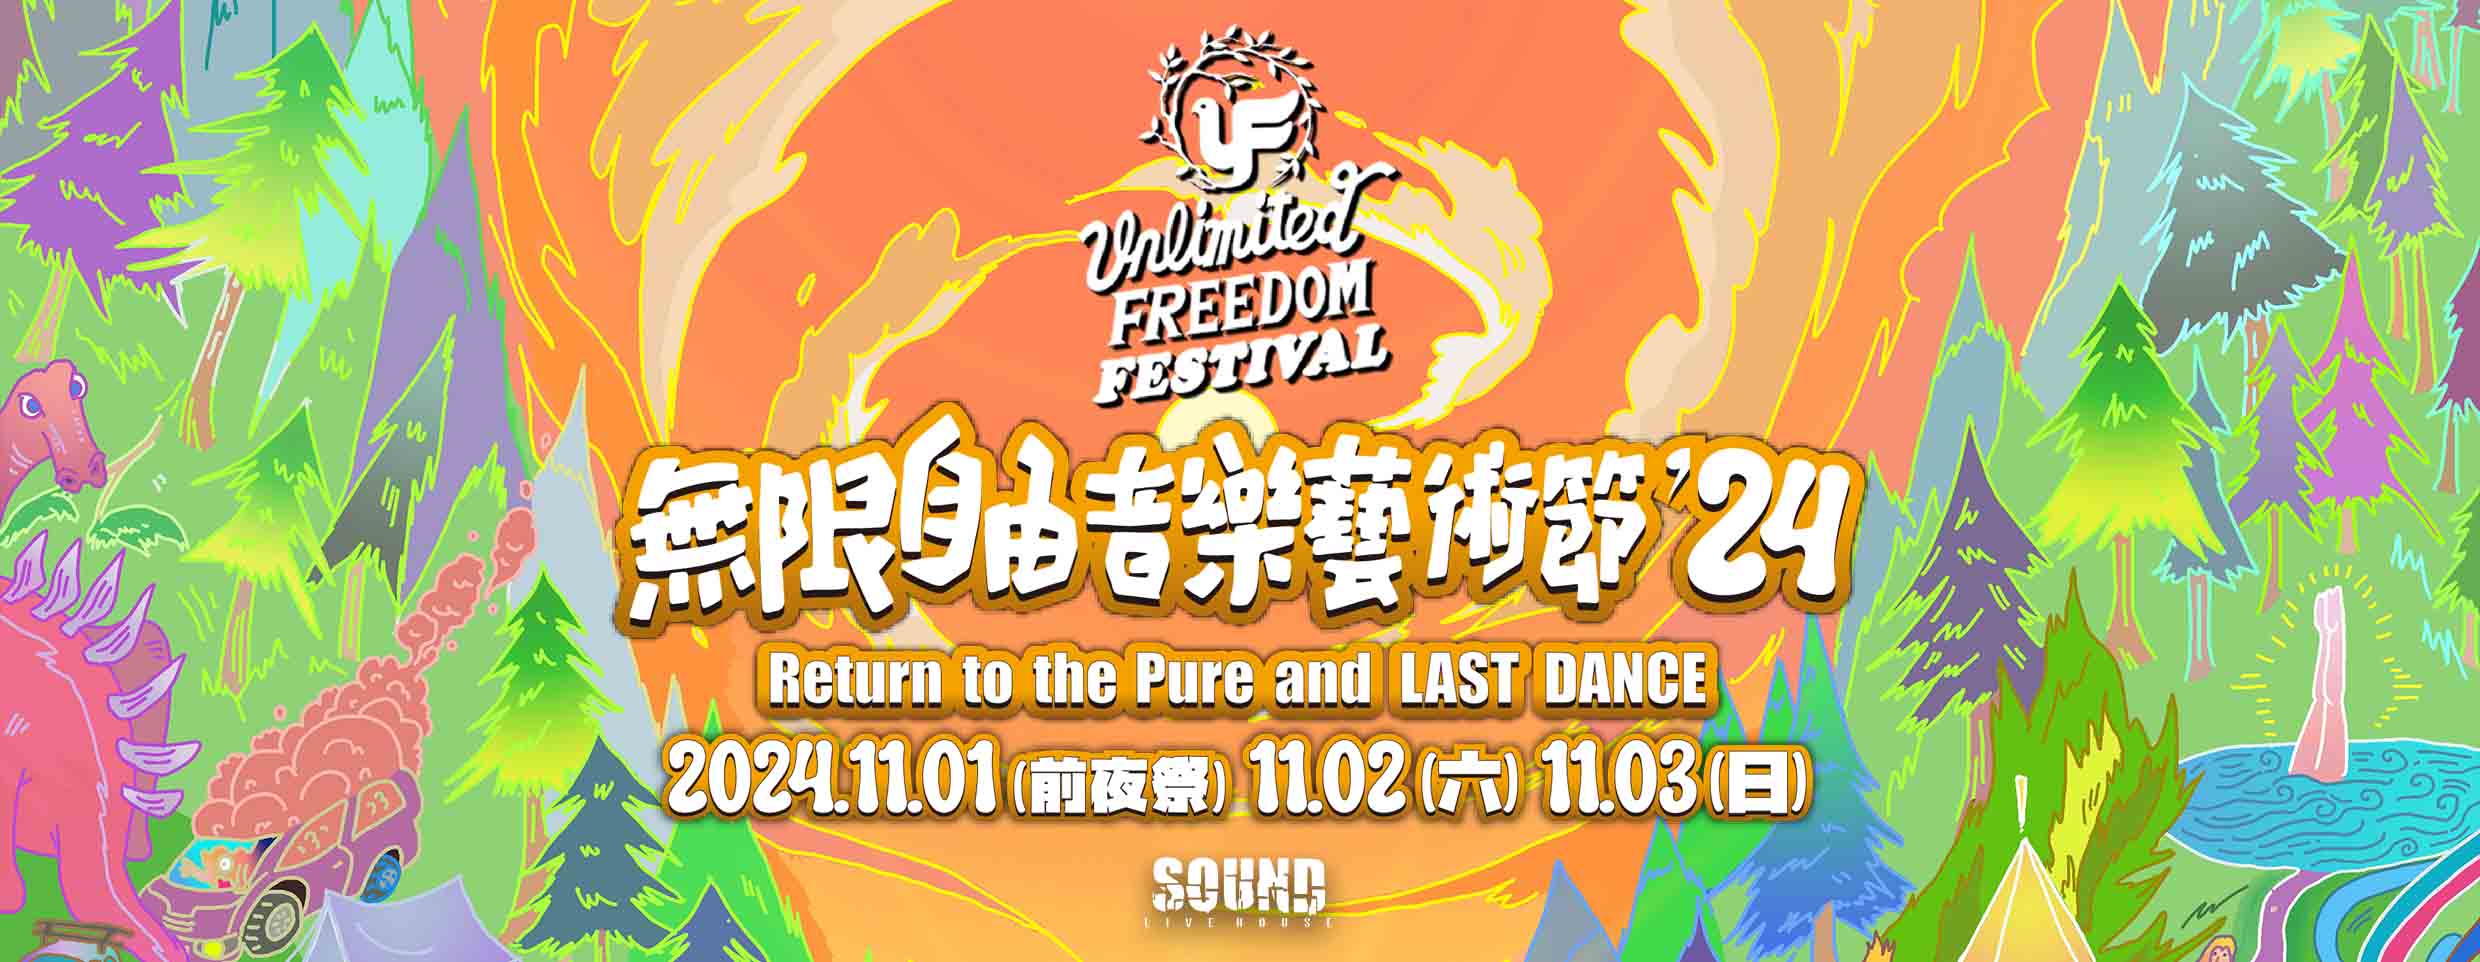 UF
Unlimited
FREEDOM
FESTIVAL
無限自由音樂藝術節'24
Return to the Pure and LAST DANCE
2024.11.01(前夜祭) 11.02(六) 11.03(日)
SOUND
LIVE HOUSE